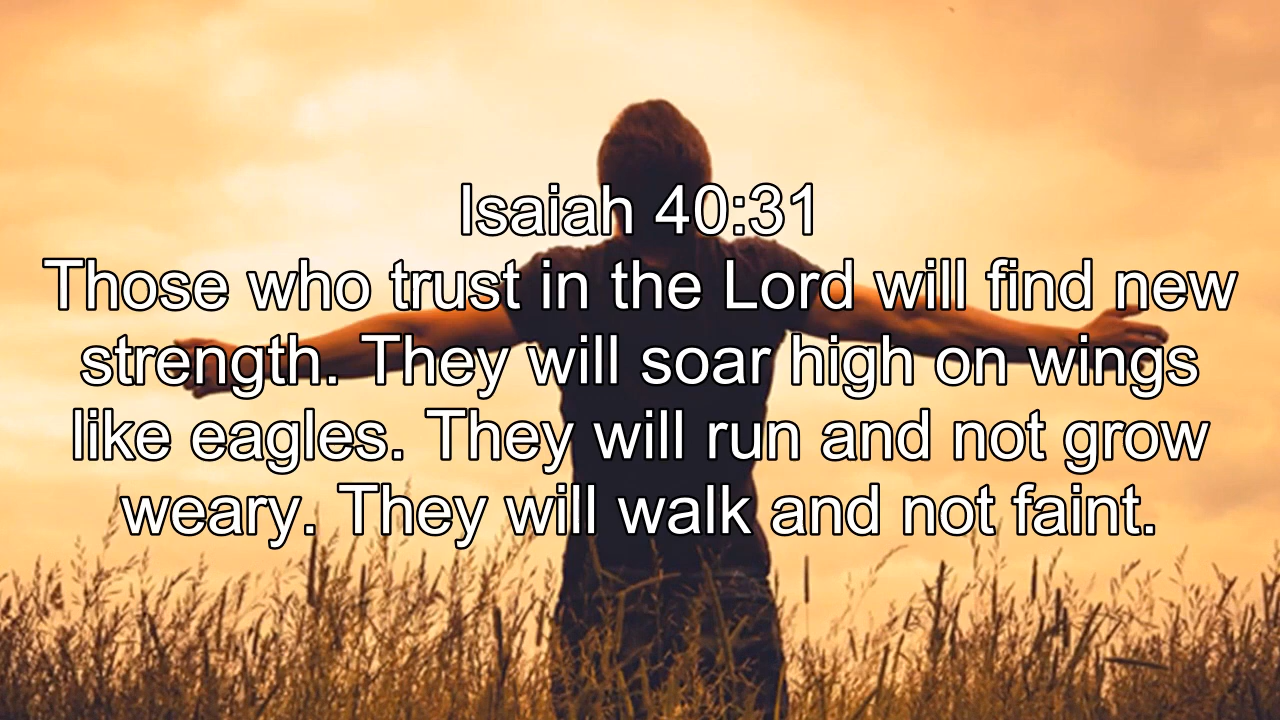 Isaiah 40:31
Those who trust in the Lord will find new
strength. They will soar high on wings
like eagles. They will run and not grow
weary. They will walk and not faint.